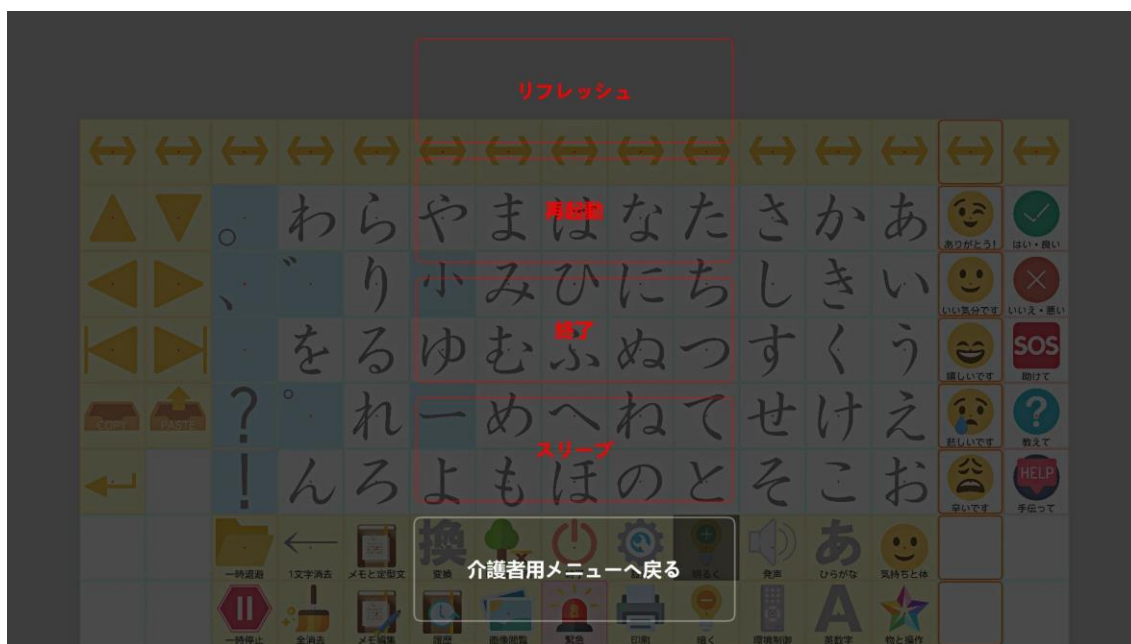 リフレッシュ
。 わ ら や ま は な た さ か あ
再起動
ありがとう! はい・良い
、 ゛ り 小 み ひ に ち し き い
いい気分です いいえ・悪い
を る ゆ む ふ ぬ つ す く う
終了
SOS
嬉しいです 助けて
COPY PASTE ? ゜ れ ー め へ ね て せ け え
?
悲しいです 教えて
スリープ
! ん ろ よ も ほ の と そ こ お
HELP
辛いです 手伝って
換 あ
介護者用メニューへ戻る
一時退避 1文字消去 メモと定型文 変換 明るく 発声 ひらがな 気持ちと体
A
一時停止 全消去 メモ編集 履歴 画像閲覧 緊急 印刷 暗く 環境制御 英数字 物と操作